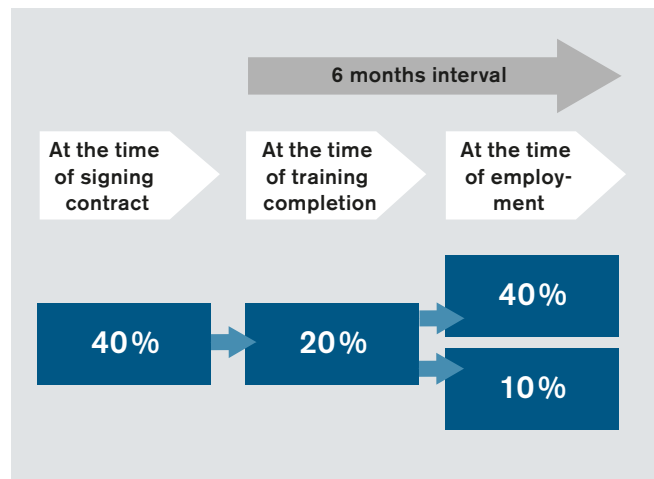 6 months interval
At the time
of signing
contract
At the time
of training
completion
At the time
of employ-
ment
40%
20%
40%
10%